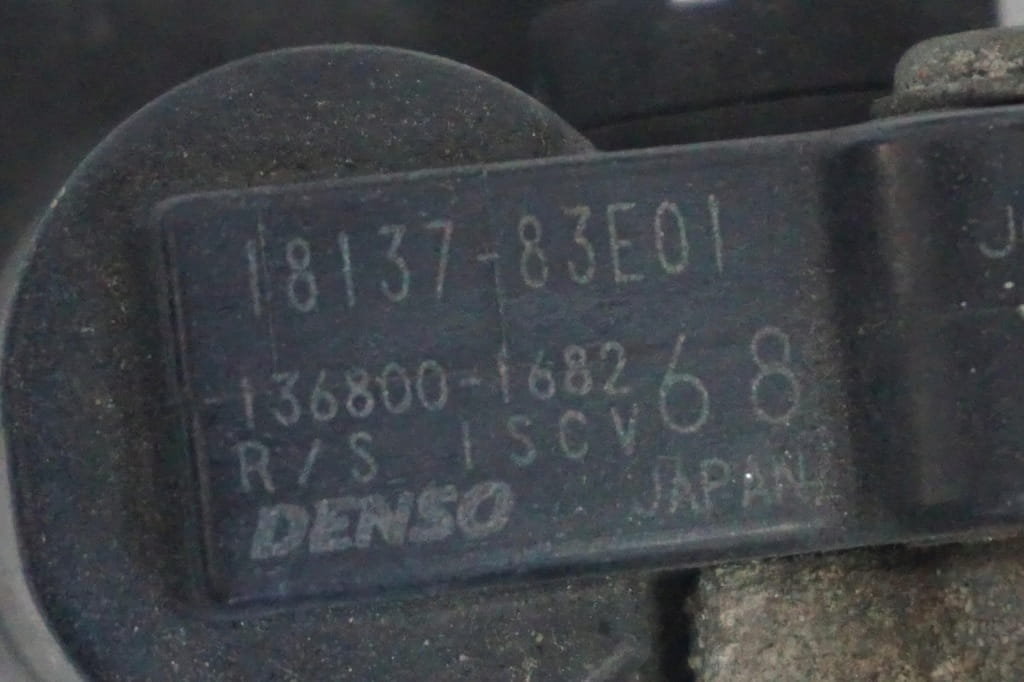 18137-83E01
136800-1682 68
R/S ISCV
DENSO JAPAN
J